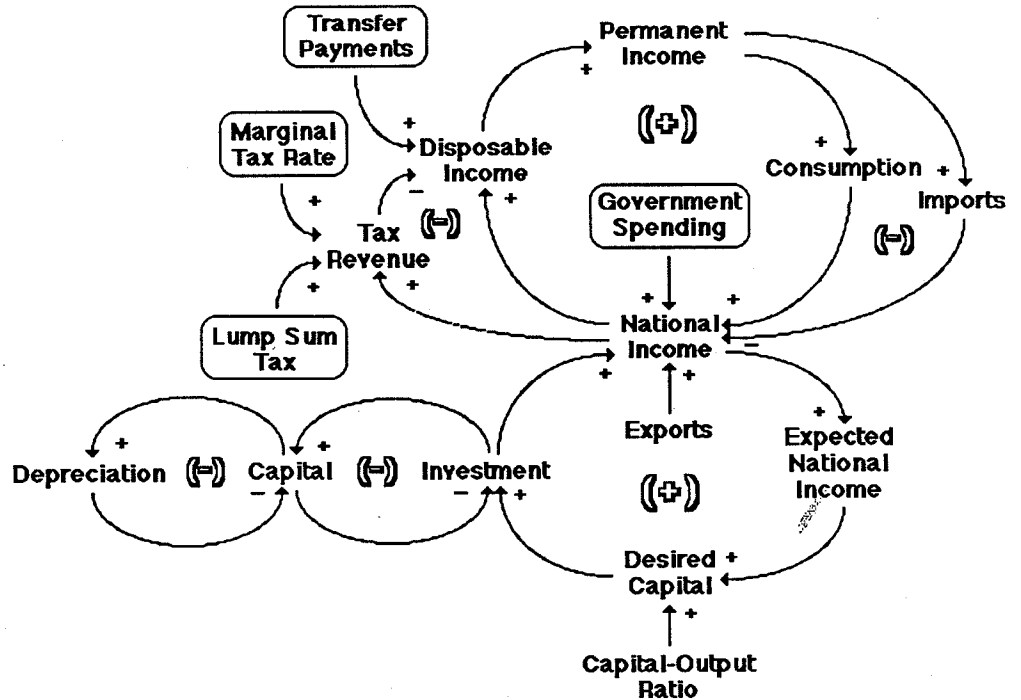 Transfer
Payments
Permanent
Income
+
+
Marginal
Tax Rate
+
Disposable
Income
(+)
+
Consumption
+
Imports
+
−
(-)
+
Government
Spending
(-)
Tax
Revenue
+
+
Lump Sum
Tax
+
+
National
Income
−
+
+
Exports
+
Expected
National
Income
+
Depreciation
(-)
+
Capital
−
(-)
Investment
−
+
(+)
Desired
Capital
+
+
Capital-Output
Ratio